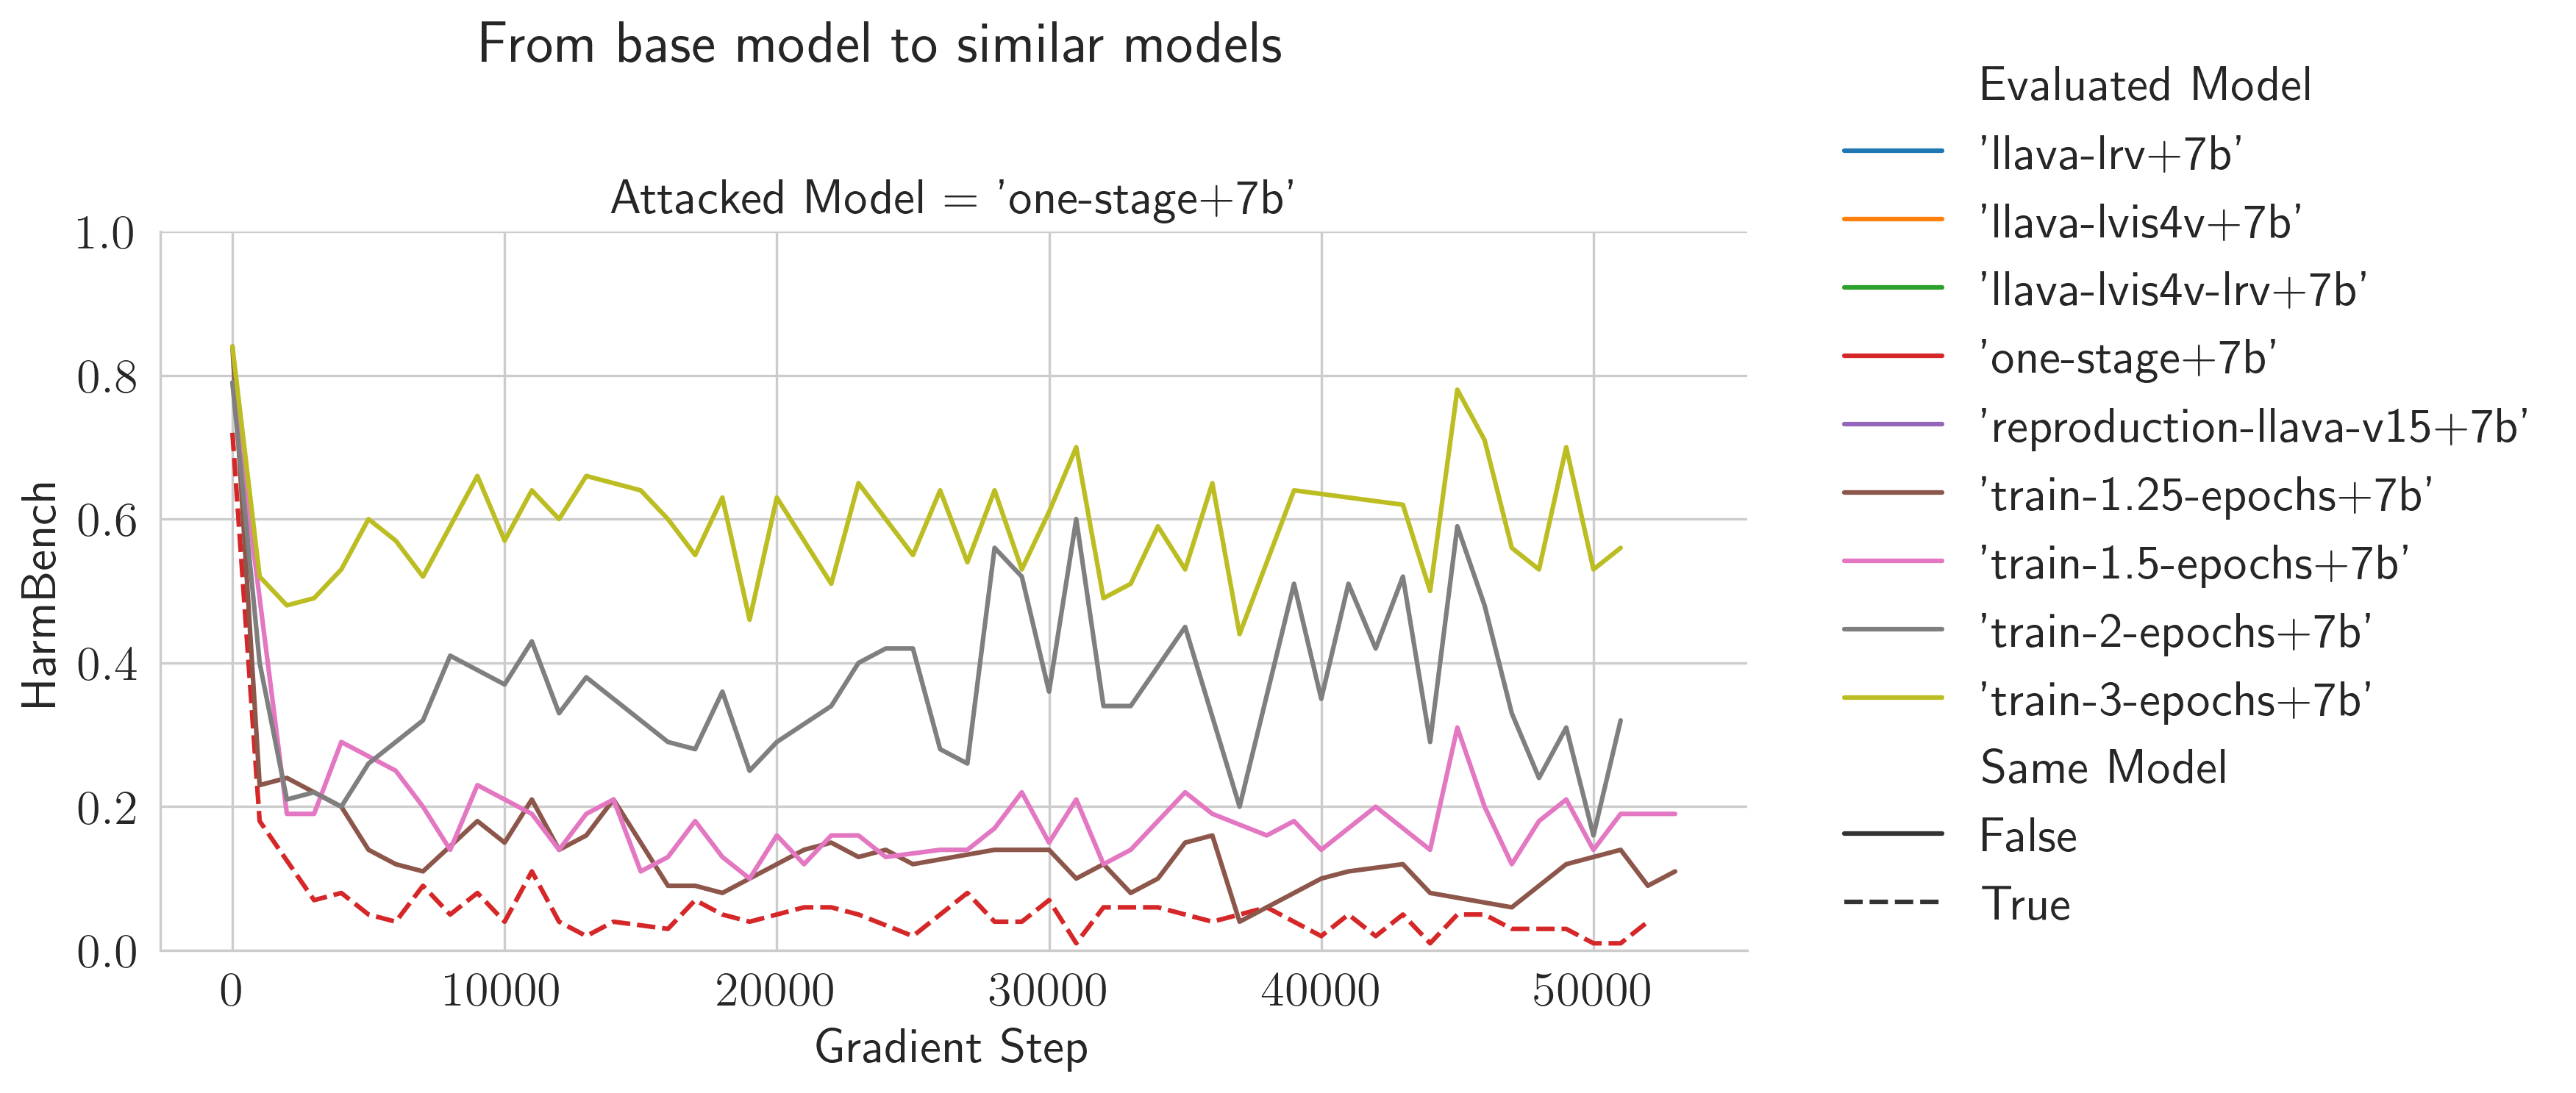 From base model to similar models
Attacked Model = 'one-stage+7b'
1.0
0.8
0.6
0.4
0.2
0.0
HarmBench
0 10000 20000 30000 40000 50000
Gradient Step
Evaluated Model
'llava-lrv+7b'
'llava-lvis4v+7b'
'llava-lvis4v-lrv+7b'
'one-stage+7b'
'reproduction-llava-v15+7b'
'train-1.25-epochs+7b'
'train-1.5-epochs+7b'
'train-2-epochs+7b'
'train-3-epochs+7b'
Same Model
False
True